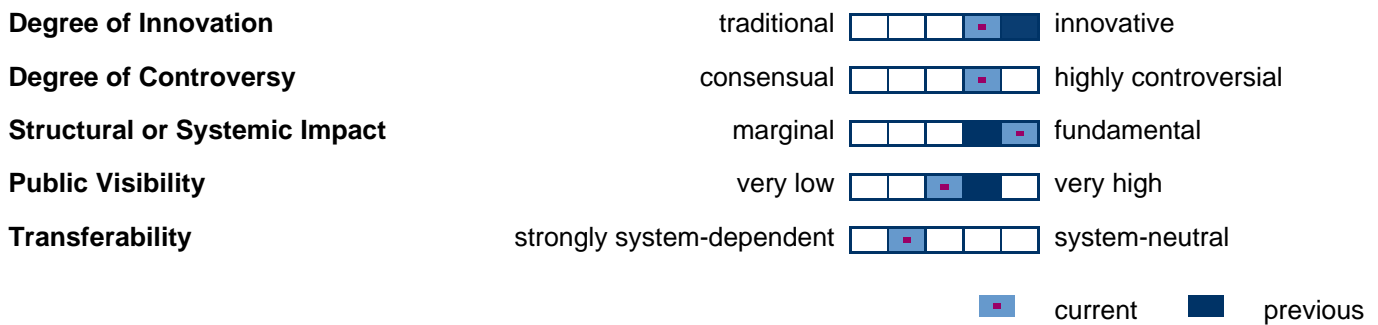 Degree of Innovation traditional innovative
Degree of Controversy consensual highly controversial
Structural or Systemic Impact marginal fundamental
Public Visibility very low very high
Transferability strongly system-dependent system-neutral
current previous